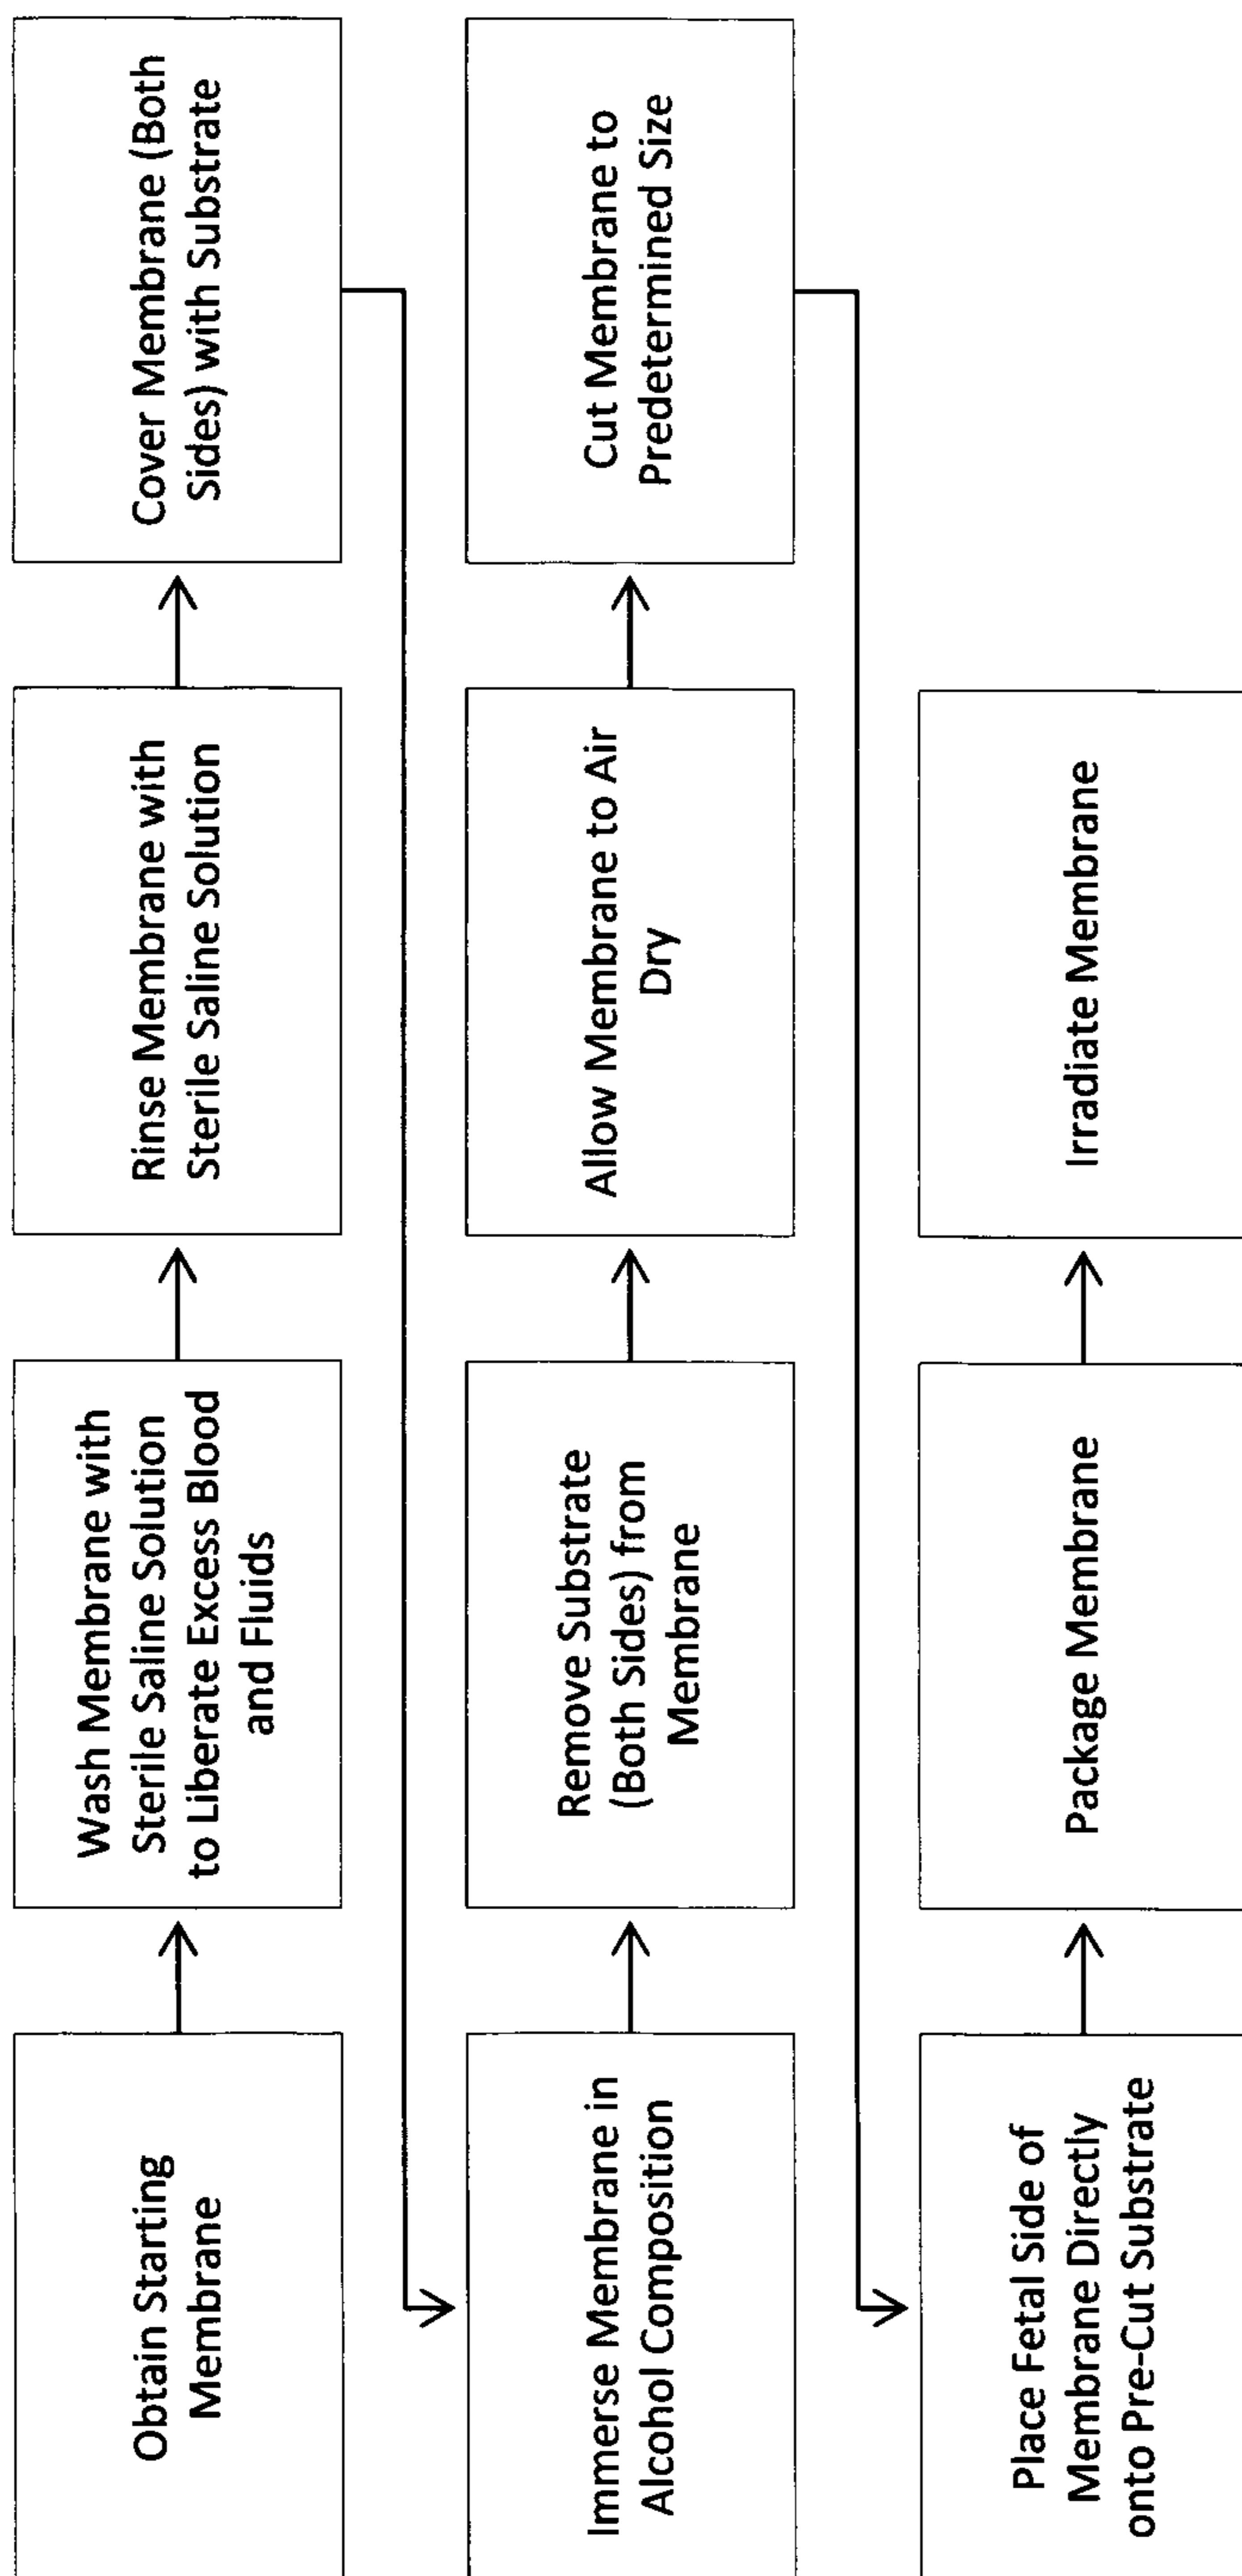 Obtain Starting
Membrane
Wash Membrane with
Sterile Saline Solution
to Liberate Excess Blood
and Fluids
Rinse Membrane with
Sterile Saline Solution
Cover Membrane (Both
Sides) with Substrate
Immerse Membrane in
Alcohol Composition
Remove Substrate
(Both Sides) from
Membrane
Allow Membrane to Air
Dry
Cut Membrane to
Predetermined Size
Place Fetal Side of
Membrane Directly
onto Pre-Cut Substrate
Package Membrane
Irradiate Membrane